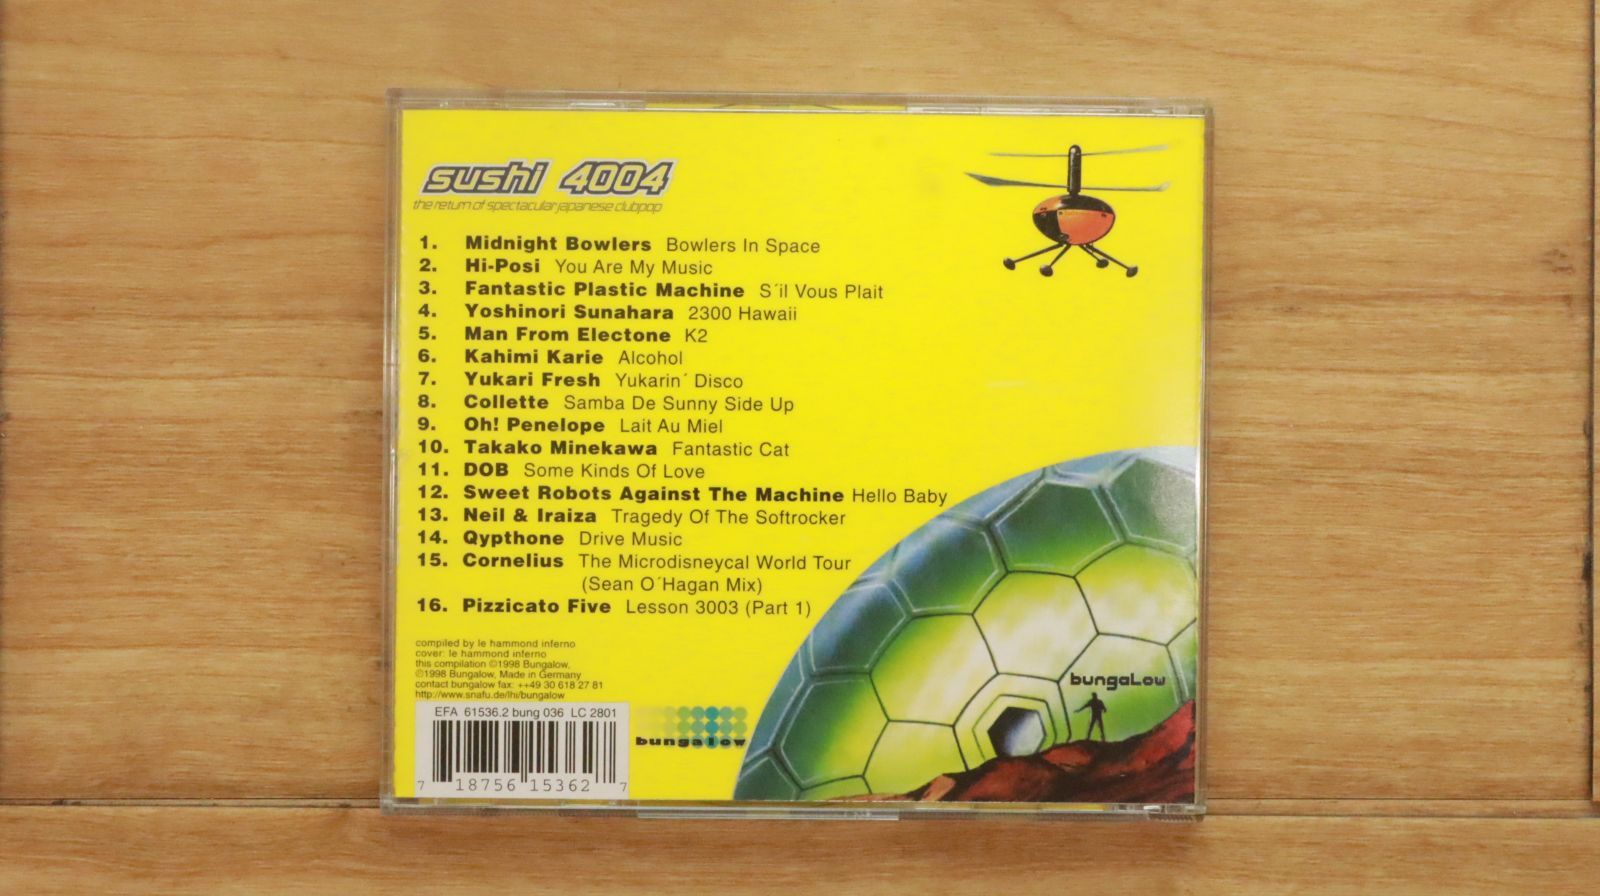 sushi 4004
the return of spectacular japanese clubpop
1. Midnight Bowlers Bowlers In Space
2. Hi-Posi You Are My Music
3. Fantastic Plastic Machine S´il Vous Plait
4. Yoshinori Sunahara 2300 Hawaii
5. Man From Electone K2
6. Kahimi Karie Alcohol
7. Yukari Fresh Yukarin´ Disco
8. Collette Samba De Sunny Side Up
9. Oh! Penelope Lait Au Miel
10. Takako Minekawa Fantastic Cat
11. DOB Some Kinds Of Love
12. Sweet Robots Against The Machine Hello Baby
13. Neil & Iraiza Tragedy Of The Softrocker
14. Qypthone Drive Music
15. Cornelius The Microdisneycal World Tour
(Sean O´Hagan Mix)
16. Pizzicato Five Lesson 3003 (Part 1)
compiled by le hammond inferno
cover: le hammond inferno
this compilation ©1998 Bungalow,
©1998 Bungalow, Made in Germany
contact bungalow fax: ++49 30 618 27 81
http://www.snafu.de/lhi/bungalow
EFA 61536.2 bung 036 LC 2801
7 18756 15362 7
bungalow
bungaLow